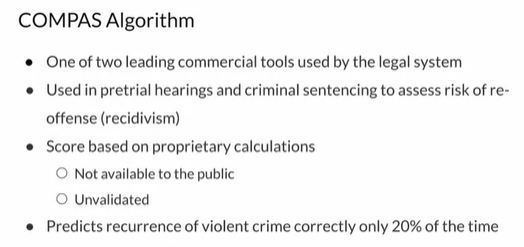 COMPAS Algorithm
• One of two leading commercial tools used by the legal system
• Used in pretrial hearings and criminal sentencing to assess risk of re-
offense (recidivism)
• Score based on proprietary calculations
○ Not available to the public
○ Unvalidated
• Predicts recurrence of violent crime correctly only 20% of the time